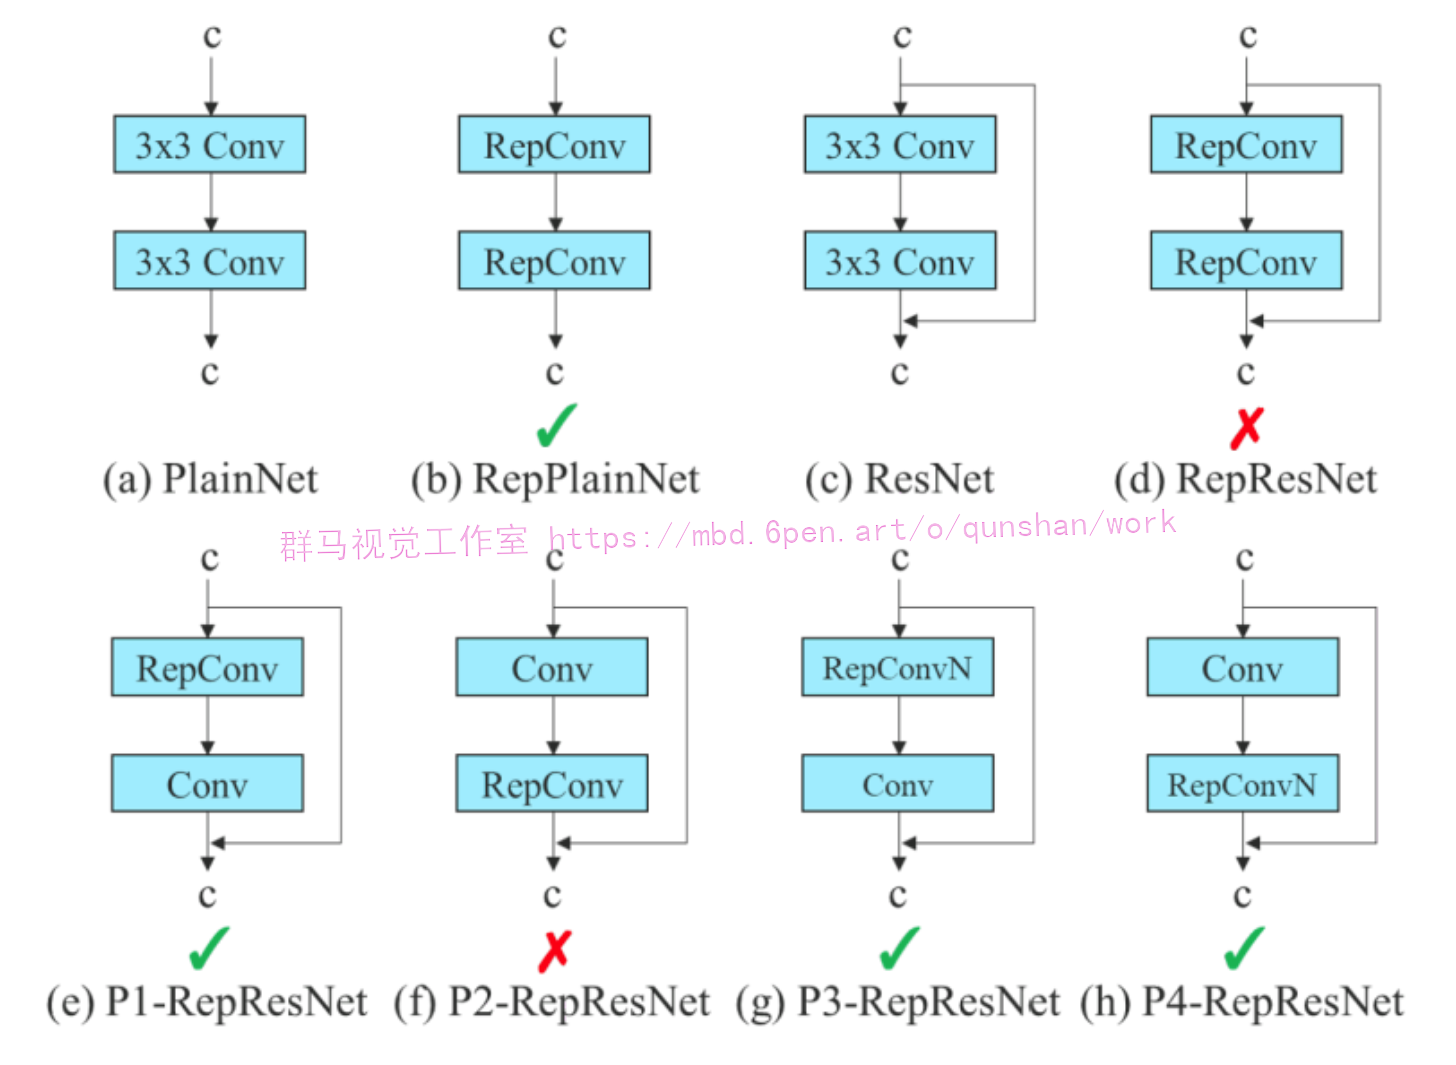 c c c c
3x3 Conv RepConv 3x3 Conv RepConv
3x3 Conv RepConv 3x3 Conv RepConv
c c c c
✓ ✗
(a) PlainNet (b) RepPlainNet (c) ResNet (d) RepResNet
群马视觉工作室 https://mbd.6pen.art/o/qunshan/work
c c c c
RepConv Conv RepConvN Conv
Conv RepConv Conv RepConvN
c c c c
✓ ✗ ✓ ✓
(e) P1-RepResNet (f) P2-RepResNet (g) P3-RepResNet (h) P4-RepResNet